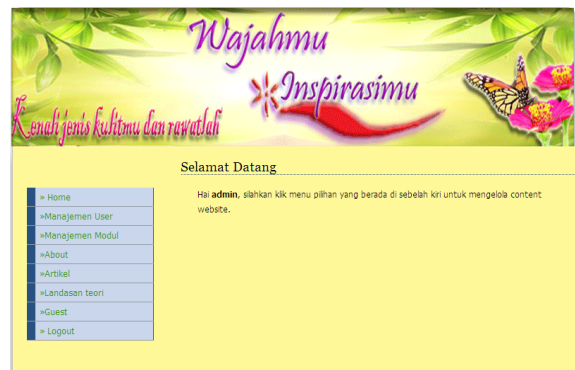 Wajahmu
Inspirasimu
Kenali jenis kulitmu dan rawatlah
Selamat Datang
Hai admin, silahkan klik menu pilihan yang berada di sebelah kiri untuk mengelola content
website.
» Home
»Manajemen User
»Manajemen Modul
»About
»Artikel
»Landasan teori
»Guest
» Logout